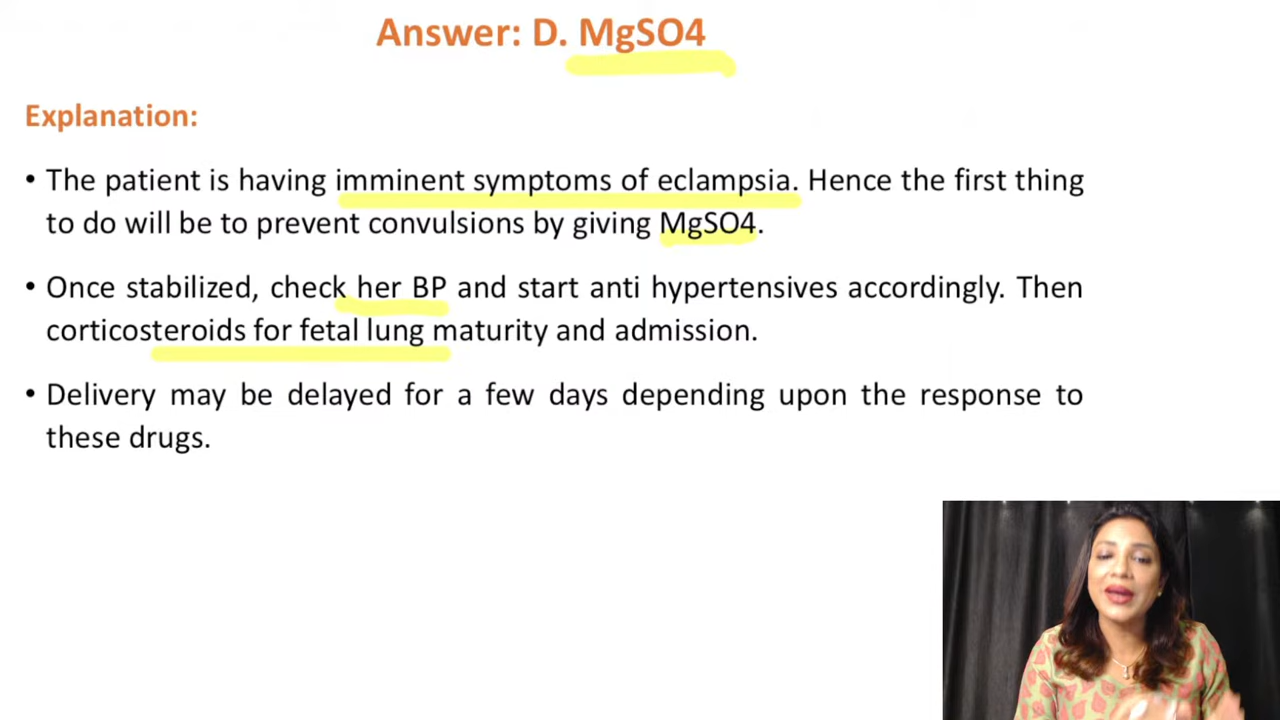 Answer: D. MgSO4
Explanation:
• The patient is having imminent symptoms of eclampsia. Hence the first thing
to do will be to prevent convulsions by giving MgSO4.
• Once stabilized, check her BP and start anti hypertensives accordingly. Then
corticosteroids for fetal lung maturity and admission.
• Delivery may be delayed for a few days depending upon the response to
these drugs.